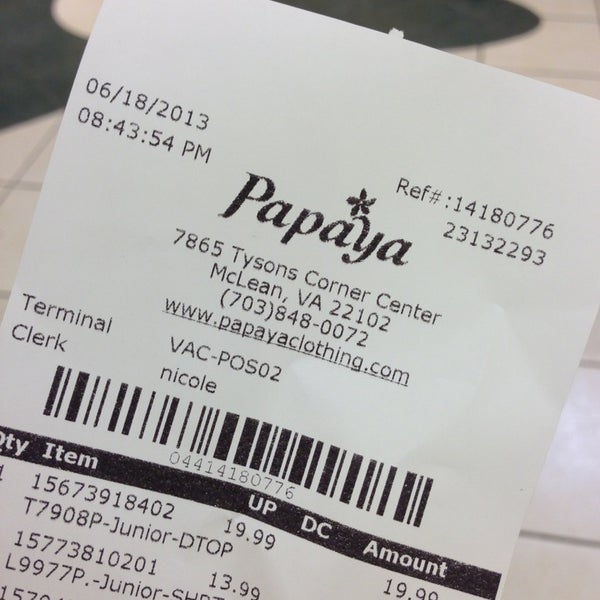 06/18/2013
08:43:54 PM
Ref#:14180776
23132293
Papaya
7865 Tysons Corner Center
McLean, VA 22102
(703)848-0072
www.papayaclothing.com
Terminal VAC-POS02
Clerk nicole
04414180776
Qty Item UP DC Amount
1 15673918402 19.99 19.99
T7908P-Junior-DTOP
15773810201 13.99
L9977P.-Junior-SHRT